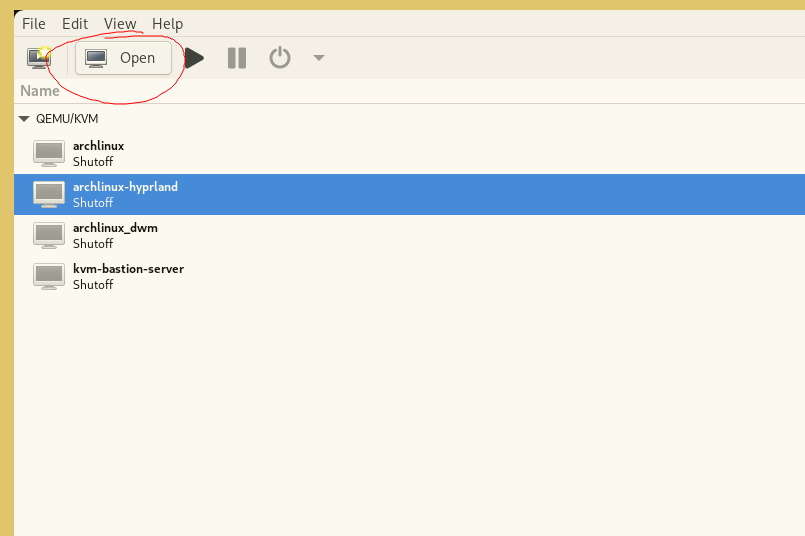 File Edit View Help
Open
Name
QEMU/KVM
archlinux
Shutoff
archlinux-hyprland
Shutoff
archlinux_dwm
Shutoff
kvm-bastion-server
Shutoff